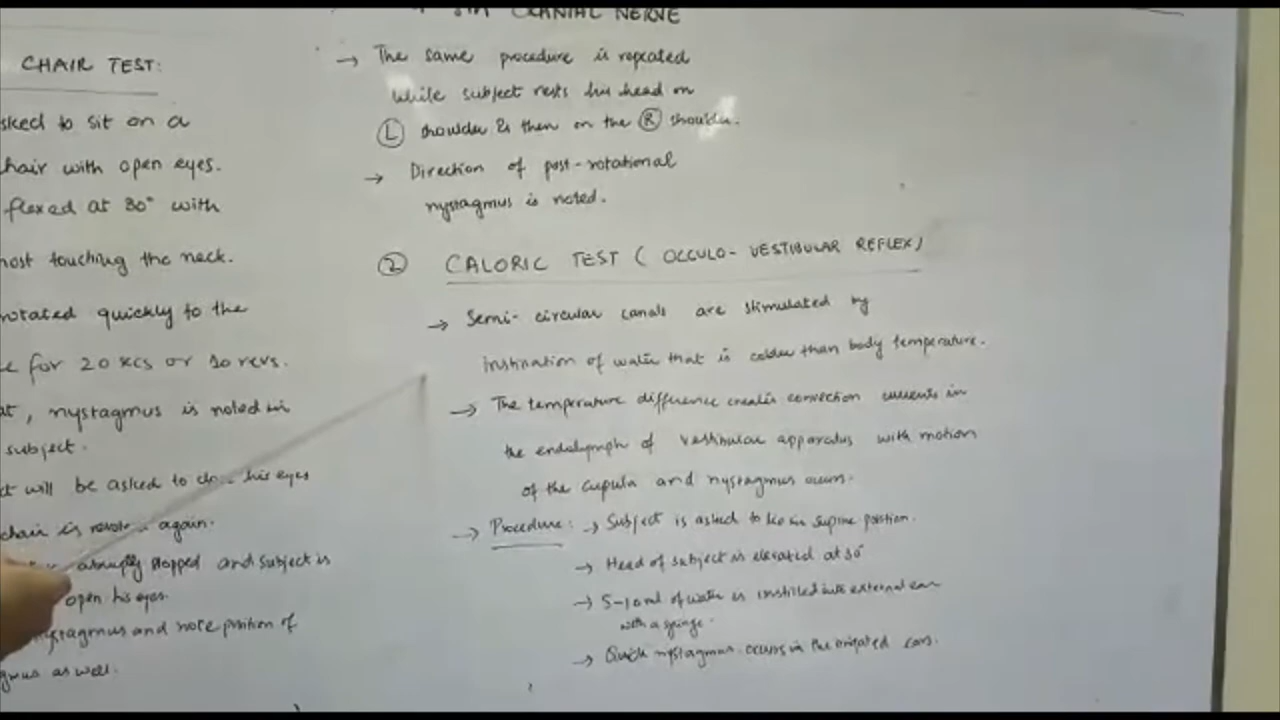 CHAIR TEST:
sked to sit on a
hair with open eyes.
flexed at 30° with
most touching the neck.
rotated quickly to the
e for 20 secs or 10 revs.
at, nystagmus is noted in
subject.
ct will be asked to his eyes
chair is again.
abruptly stopped and subject is
open his eyes.
nystagmus and note position of
gmus as well.
CRANIAL NERVE
→ The same procedure is repeated
while subject rests his head on
Ⓛ shoulder & then on the Ⓡ shoulder.
→ Direction of post-rotational
nystagmus is noted.
② CALORIC TEST ( OCCULO - VESTIBULAR REFLEX)
→ Semi-circular canals are stimulated by
of water that is colder than body temperature.
→ The temperature difference creates convection currents in
the endolymph of vestibular apparatus with motion
of the cupula and nystagmus occurs.
→ Procedure: → Subject is asked to lie in supine position.
→ Head of subject is elevated at 30°
→ 5-10ml of water is instilled into external ear
with a syringe.
→ Quick nystagmus occurs in the irrigated ears.